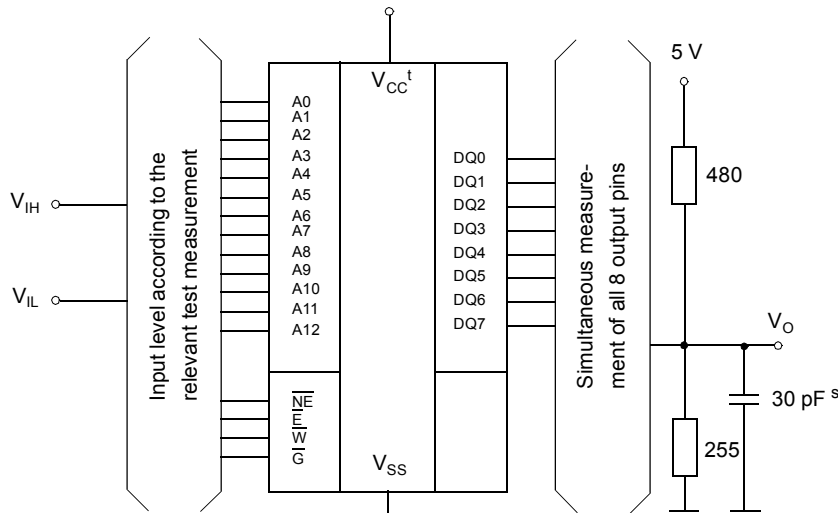 5 V
V_CC^t
Input level according to the
relevant test measurement
A0
A1
A2
A3
A4
A5
A6
A7
A8
A9
A10
A11
A12
V_IH
V_IL
N̅E̅
E̅
W̅
G̅
V_SS
DQ0
DQ1
DQ2
DQ3
DQ4
DQ5
DQ6
DQ7
Simultaneous measure-
ment of all 8 output pins
480
V_O
30 pF ^s
255